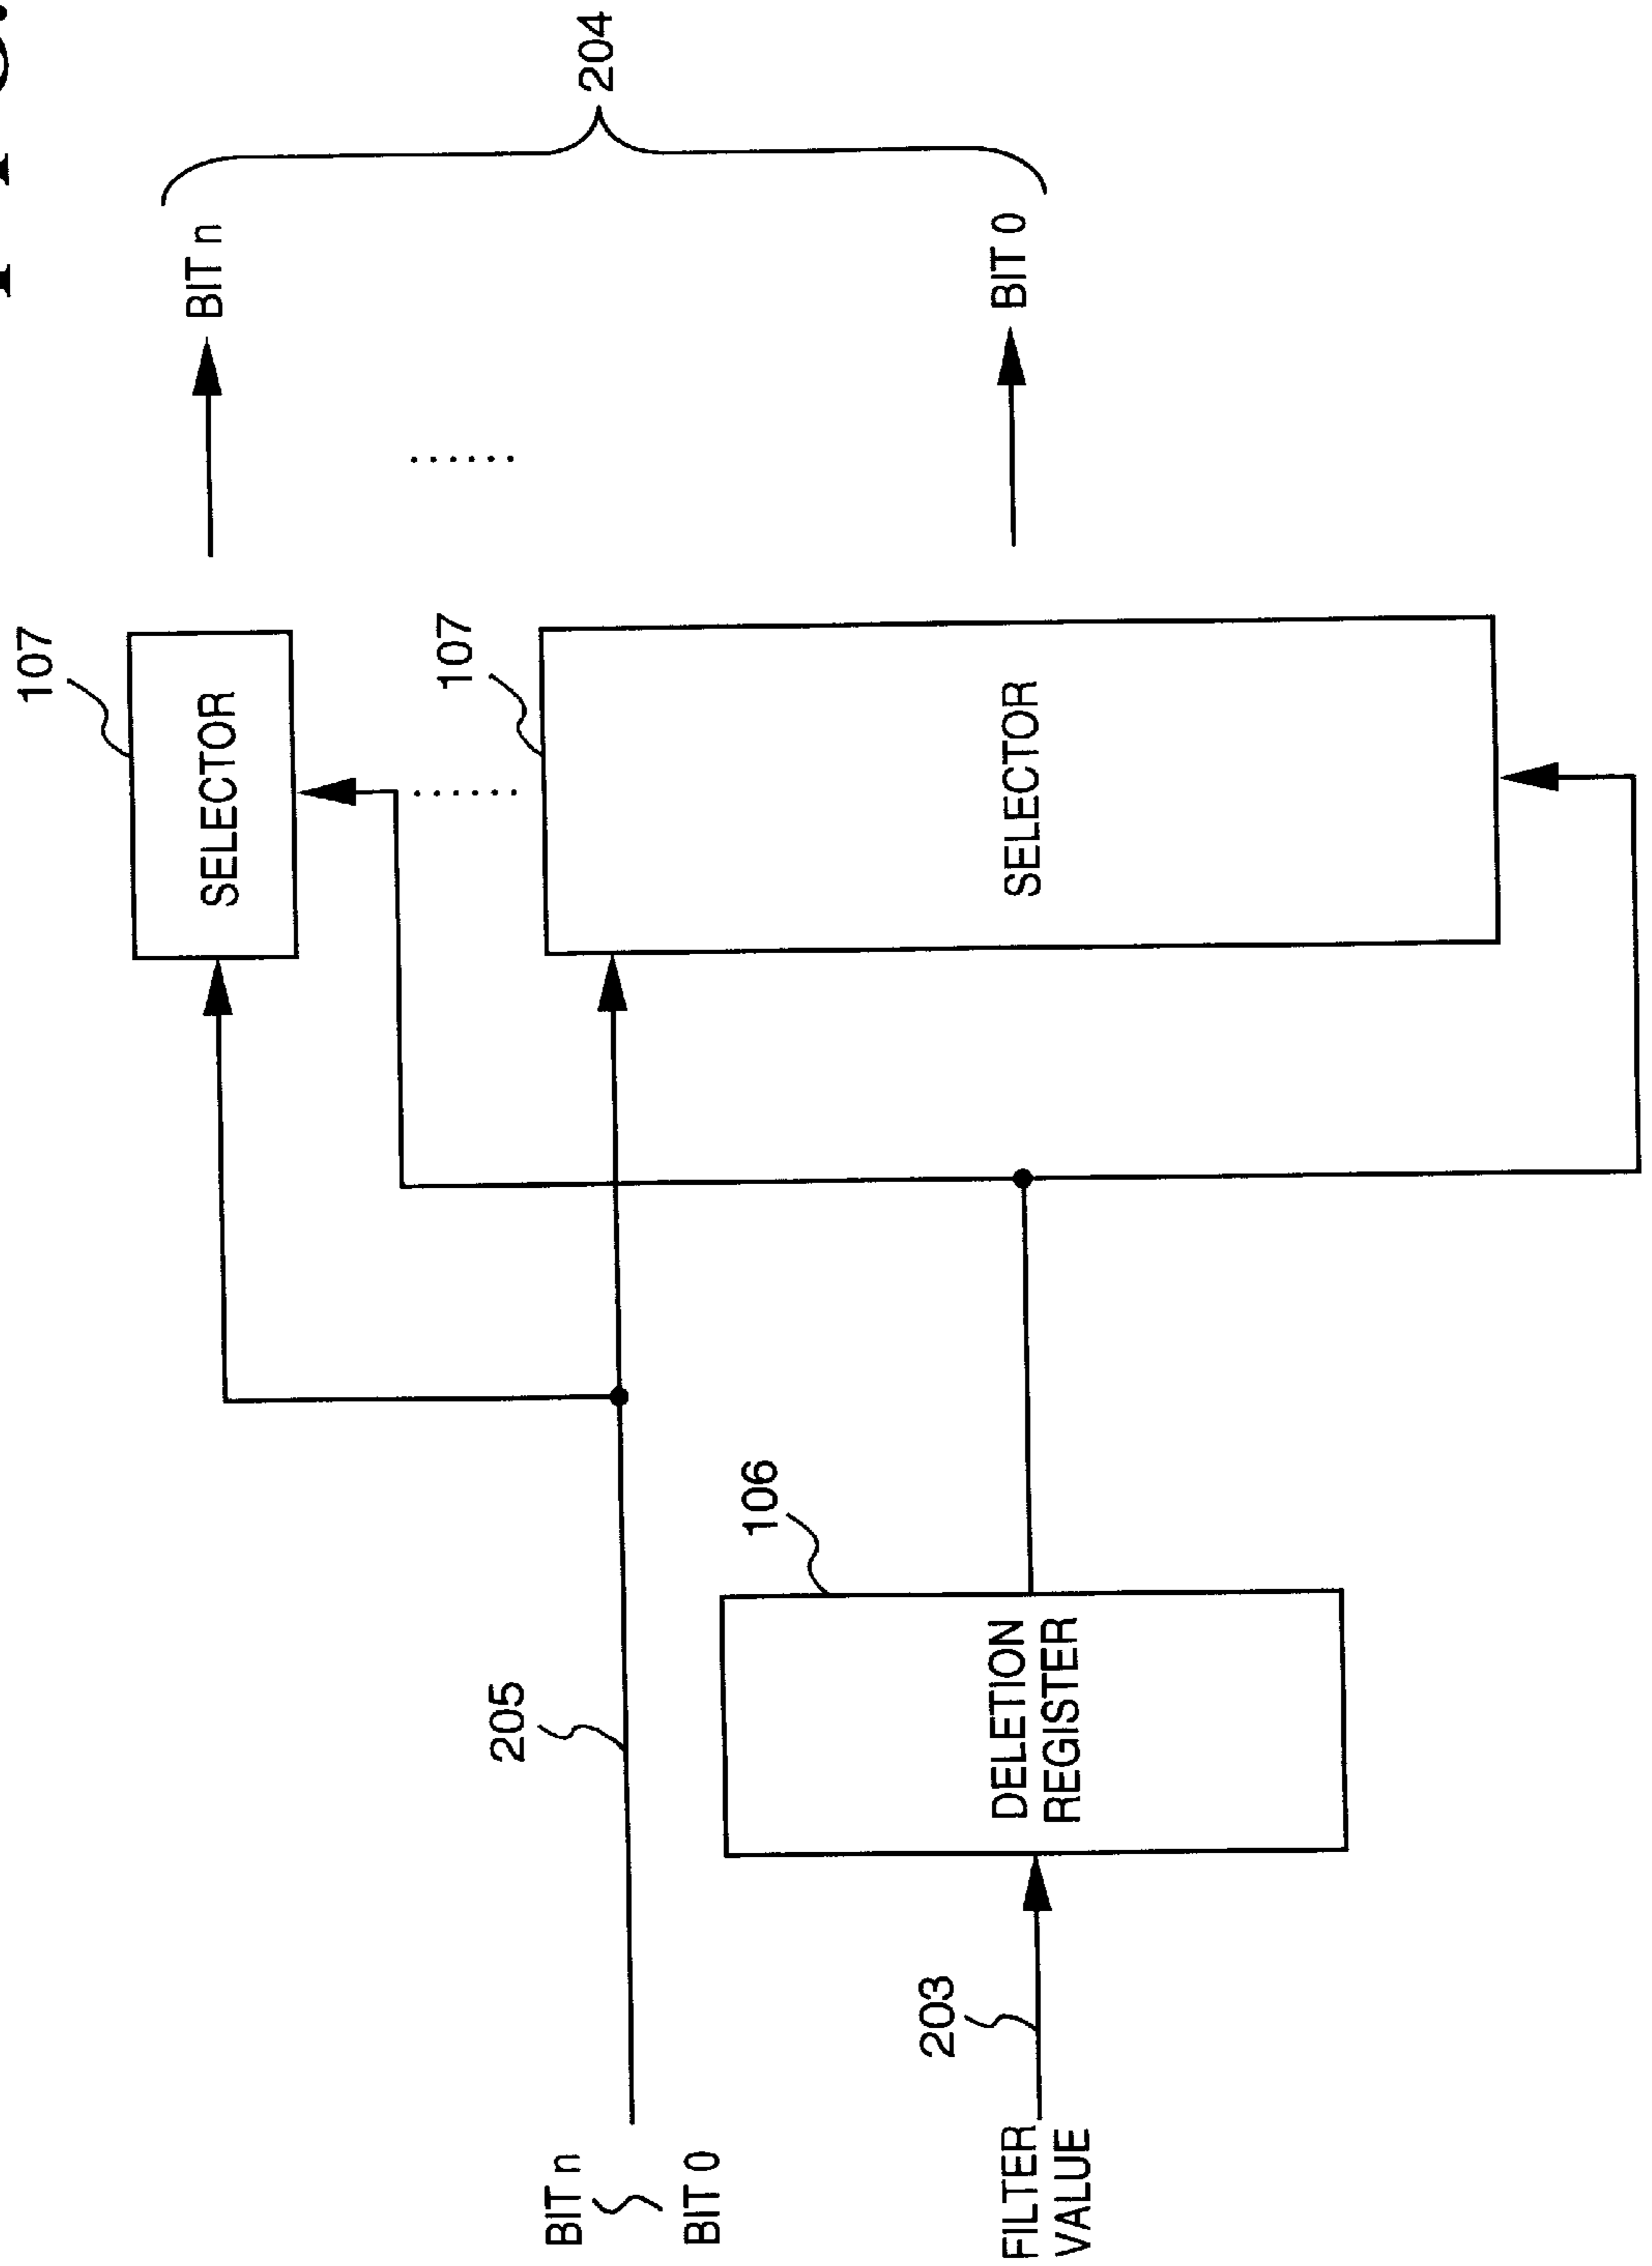 107
SELECTOR
BIT n
204
107
SELECTOR
BIT 0
BIT n
BIT 0
205
106
DELETION
REGISTER
203
FILTER
VALUE